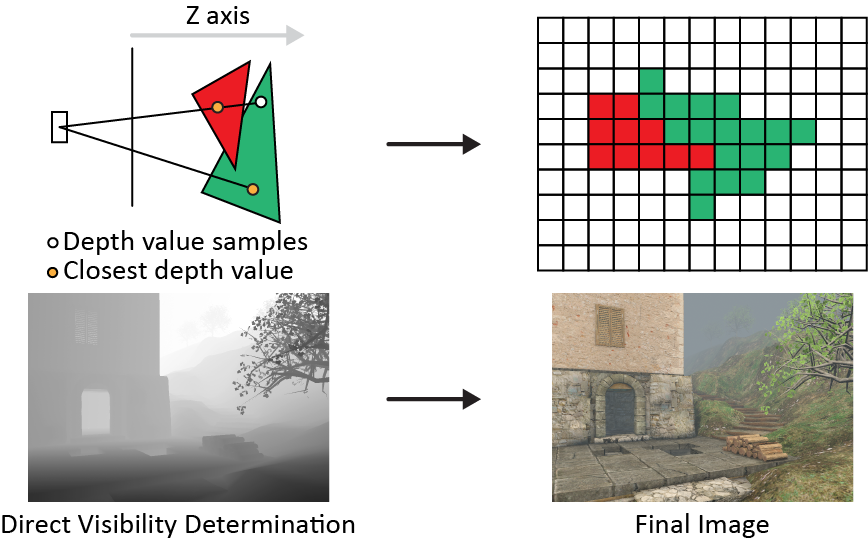 Z axis
Depth value samples
Closest depth value
Direct Visibility Determination
Final Image